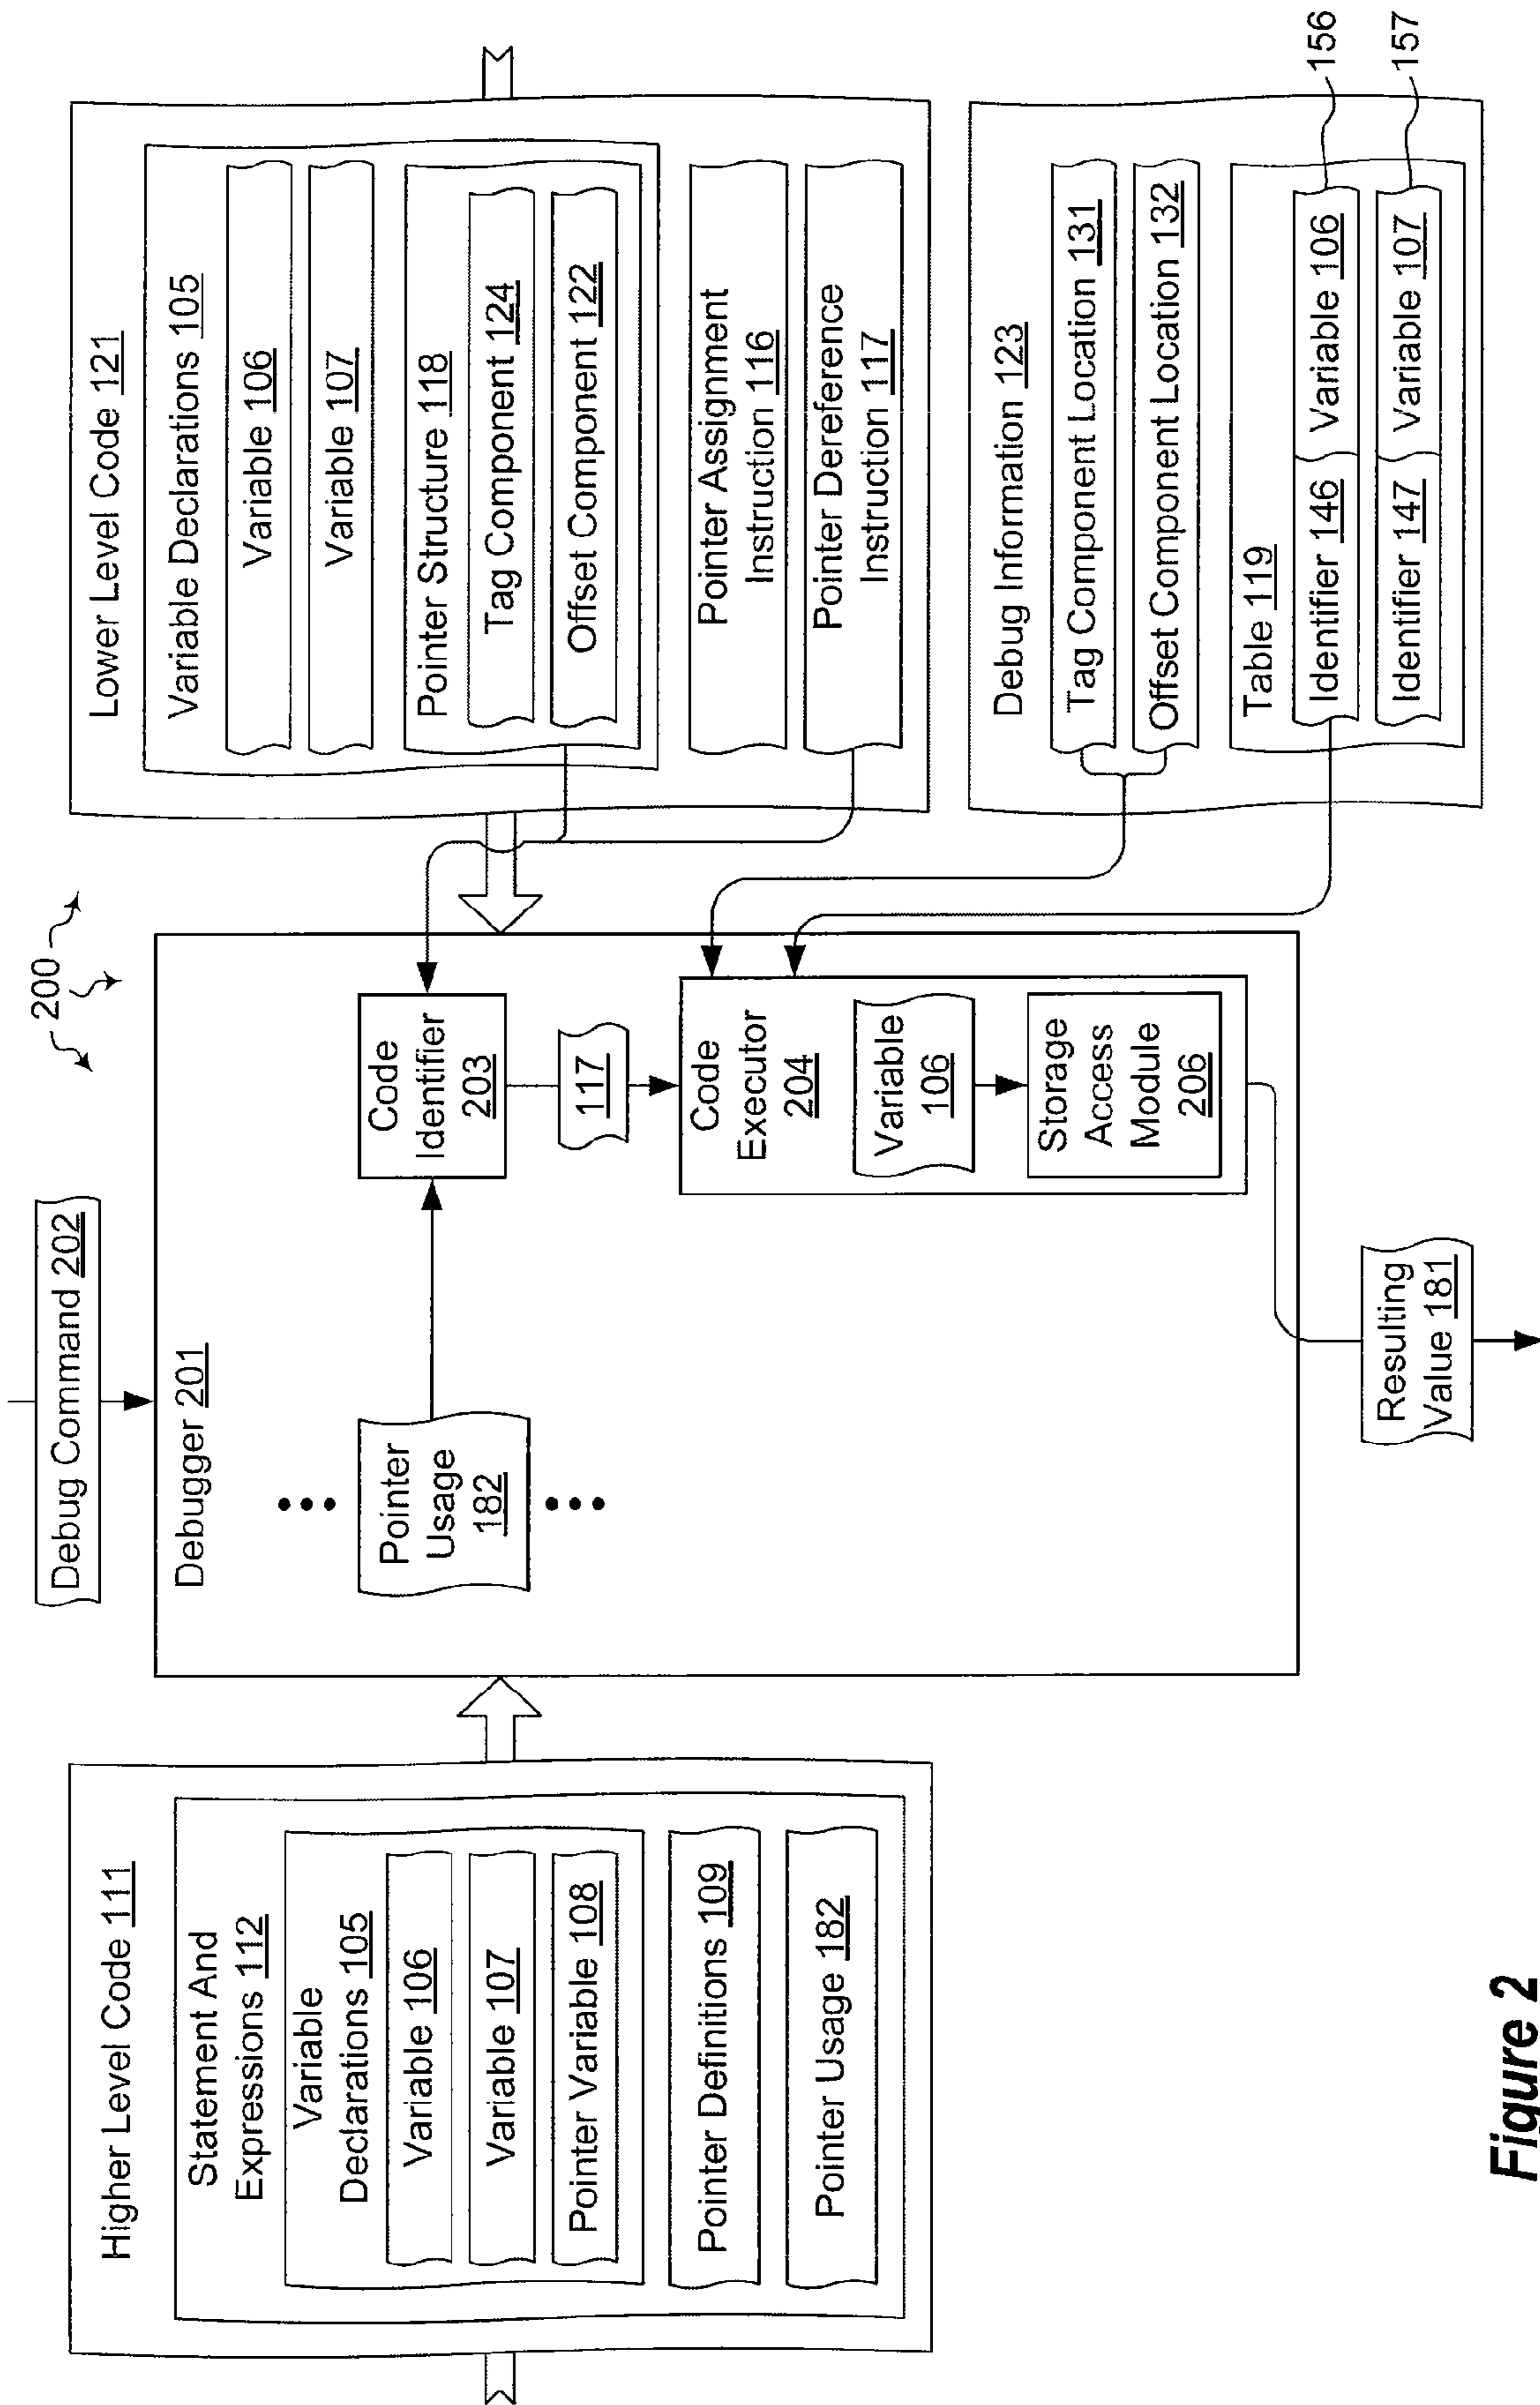 200
Debug Command 202
Higher Level Code 111
Statement And
Expressions 112
Variable
Declarations 105
Variable 106
Variable 107
Pointer Variable 108
Pointer Definitions 109
Pointer Usage 182
Debugger 201
Pointer
Usage
182
Code
Identifier
203
117
Code
Executor
204
Variable
106
Storage
Access
Module
206
Resulting
Value 181
Lower Level Code 121
Variable Declarations 105
Variable 106
Variable 107
Pointer Structure 118
Tag Component 124
Offset Component 122
Pointer Assignment
Instruction 116
Pointer Dereference
Instruction 117
Debug Information 123
Tag Component Location 131
Offset Component Location 132
Table 119
Identifier 146 Variable 106
156
Identifier 147 Variable 107
157
Figure 2